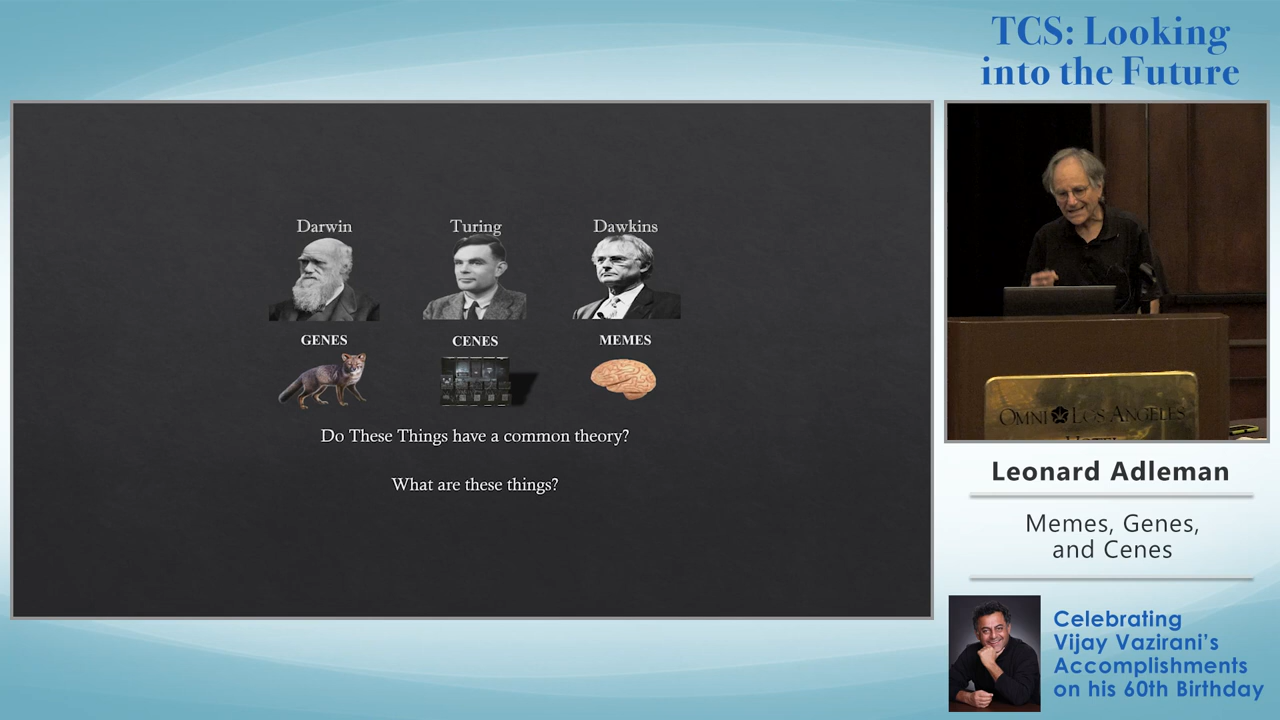 TCS: Looking
into the Future
Darwin
Turing
Dawkins
GENES
CENES
MEMES
Do These Things have a common theory?
What are these things?
OMNI LOS ANGELES
HOTEL
Leonard Adleman
Memes, Genes,
and Cenes
Celebrating
Vijay Vazirani's
Accomplishments
on his 60th Birthday